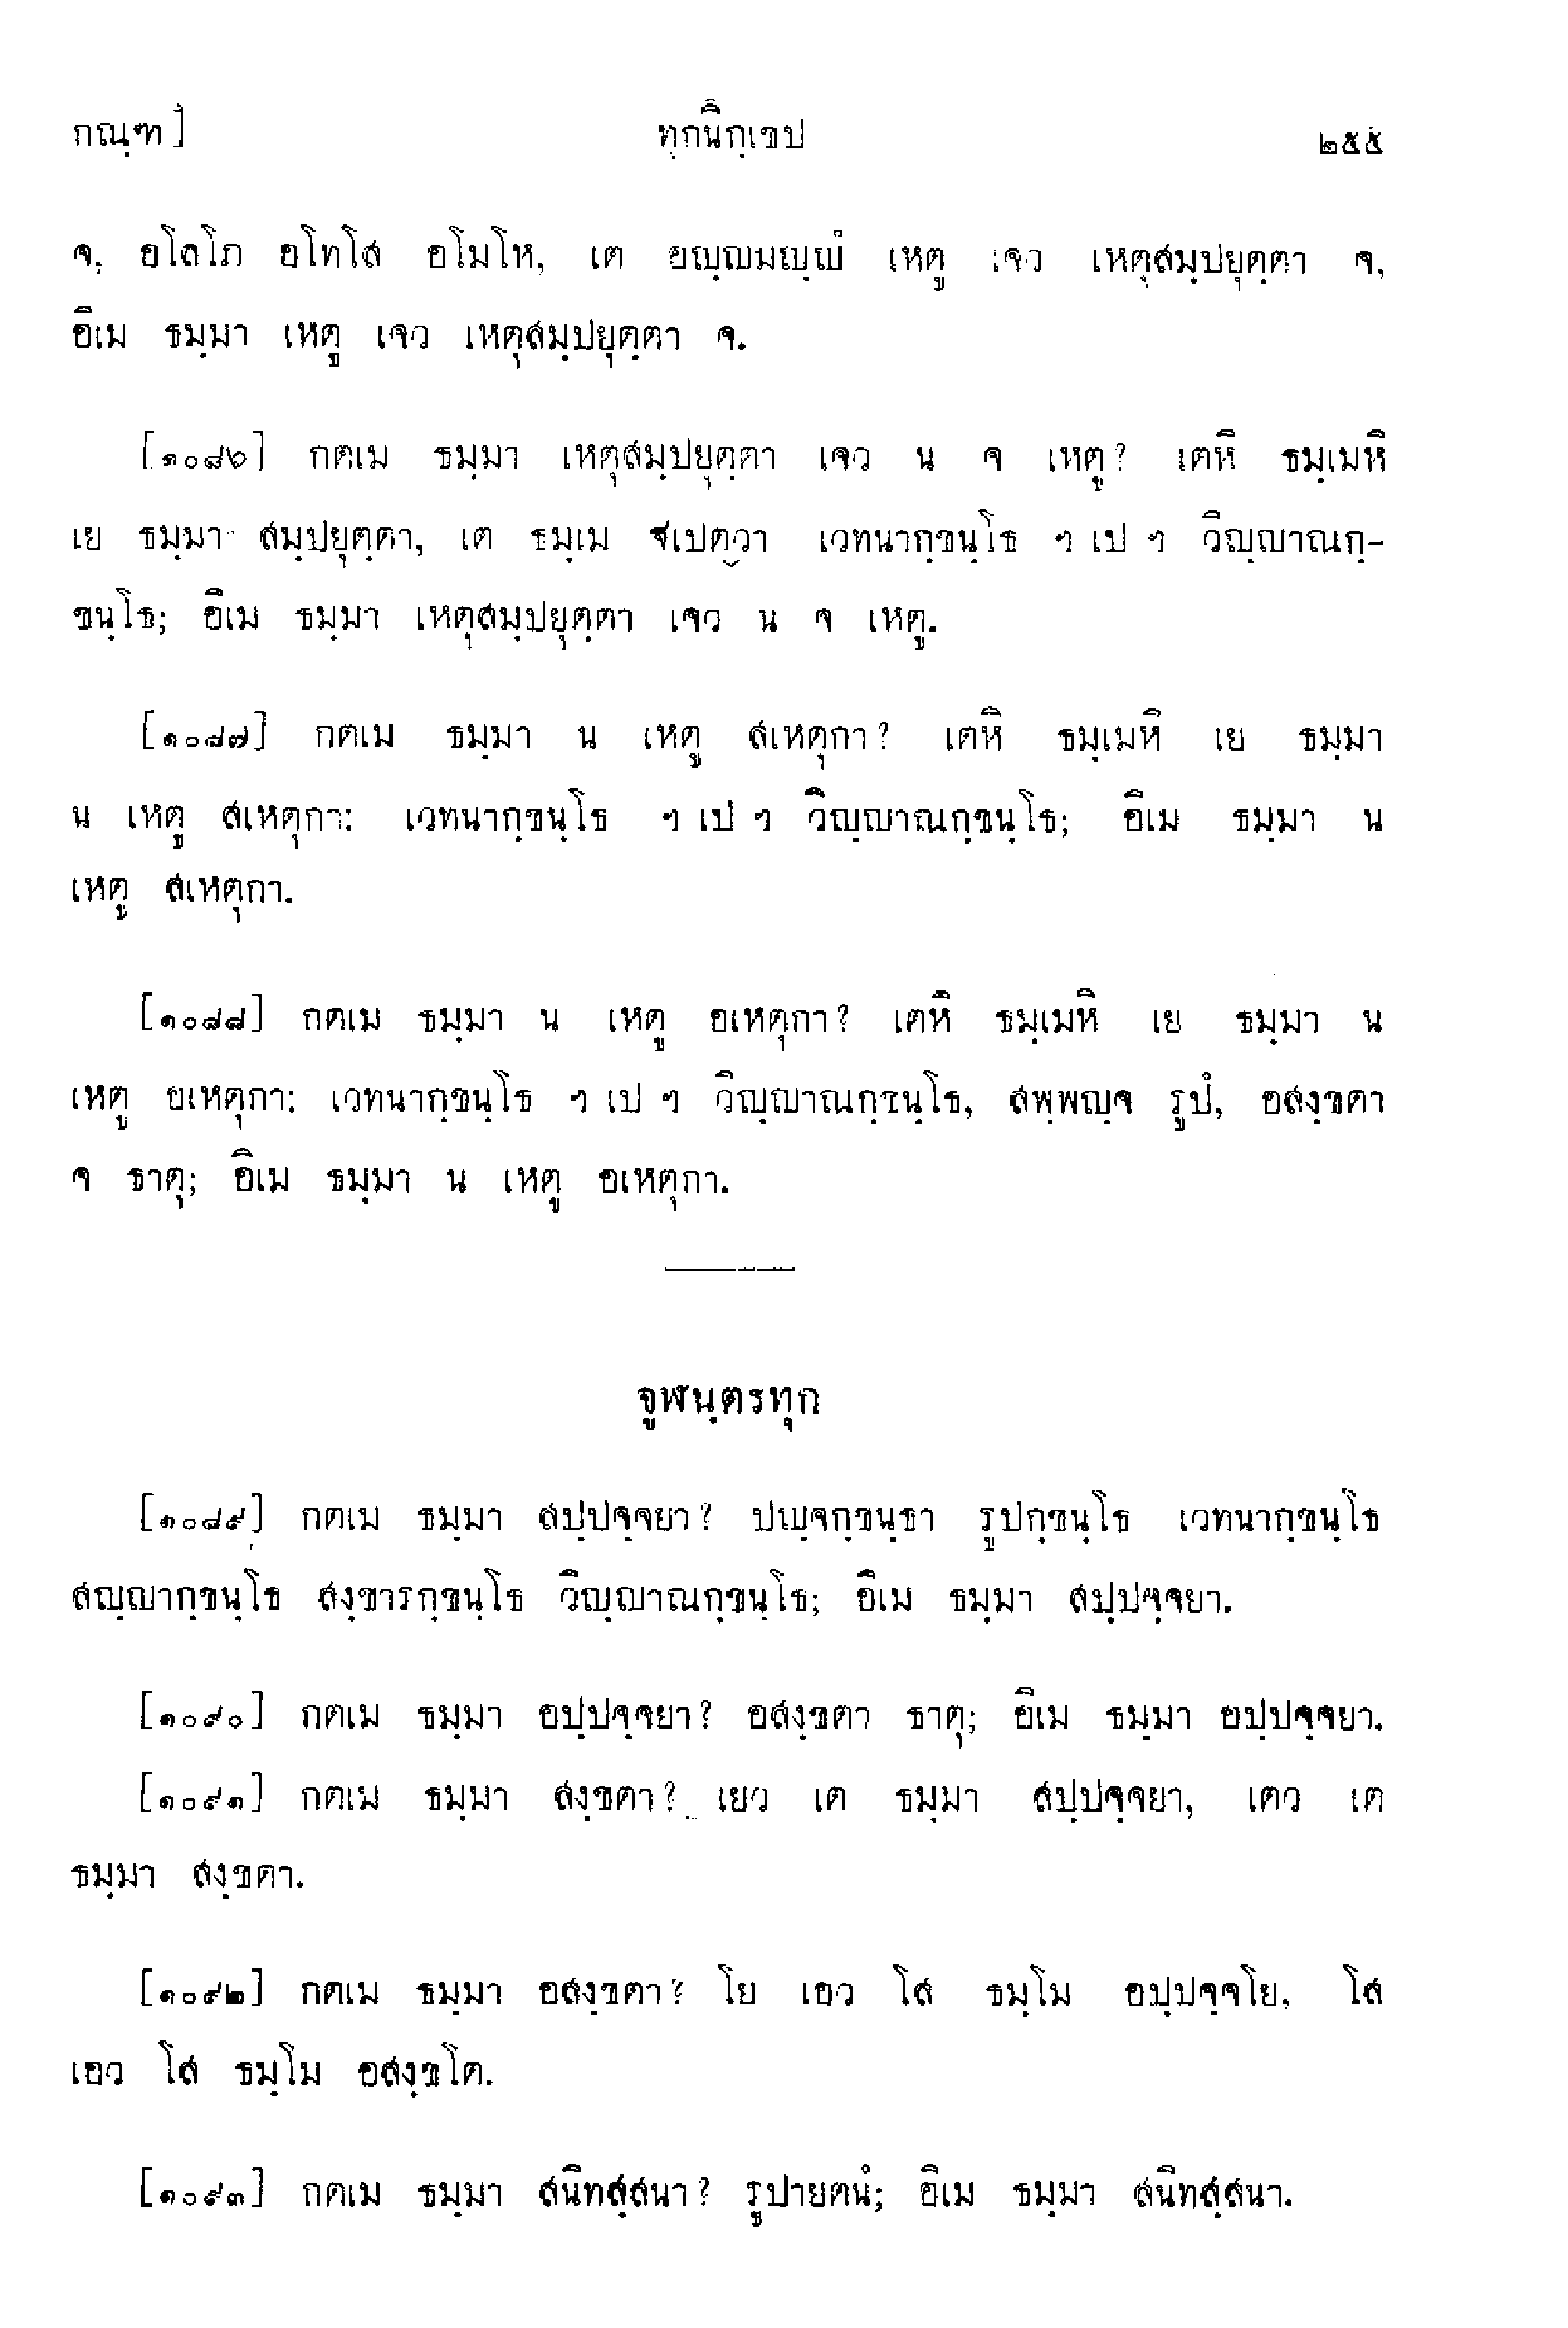 กณฺฑ] ทุกนิกฺเขป ๒๕๕
จ, อโลโภ อโทโส อโมโห, เต อญฺญมญฺญํ เหตู เจว เหตุสมฺปยุตฺตา จ,
อิเม ธมฺมา เหตู เจว เหตุสมฺปยุตฺตา จ.
[๑๐๘๖] กตเม ธมฺมา เหตุสมฺปยุตฺตา เจว น จ เหตู? เตหิ ธมฺเมหิ
เย ธมฺมา สมฺปยุตฺตา, เต ธมฺเม ฐเปตฺวา เวทนากฺขนฺโธ ฯ เป ฯ วิญฺญาณกฺ-
ขนฺโธ; อิเม ธมฺมา เหตุสมฺปยุตฺตา เจว น จ เหตู.
[๑๐๘๗] กตเม ธมฺมา น เหตู สเหตุกา? เตหิ ธมฺเมหิ เย ธมฺมา
น เหตู สเหตุกา: เวทนากฺขนฺโธ ฯ เป ฯ วิญฺญาณกฺขนฺโธ; อิเม ธมฺมา น
เหตู สเหตุกา.
[๑๐๘๘] กตเม ธมฺมา น เหตู อเหตุกา? เตหิ ธมฺเมหิ เย ธมฺมา น
เหตู อเหตุกา: เวทนากฺขนฺโธ ฯ เป ฯ วิญฺญาณกฺขนฺโธ, สพฺพญฺจ รูปํ, อสงฺขตา
จ ธาตุ; อิเม ธมฺมา น เหตู อเหตุกา.
จูฬนฺตรทุก
[๑๐๘๙] กตเม ธมฺมา สปฺปจฺจยา? ปญฺจกฺขนฺธา รูปกฺขนฺโธ เวทนากฺขนฺโธ
สญฺญากฺขนฺโธ สงฺขารกฺขนฺโธ วิญฺญาณกฺขนฺโธ; อิเม ธมฺมา สปฺปจฺจยา.
[๑๐๙๐] กตเม ธมฺมา อปฺปจฺจยา? อสงฺขตา ธาตุ; อิเม ธมฺมา อปฺปจฺจยา.
[๑๐๙๑] กตเม ธมฺมา สงฺขตา? เยว เต ธมฺมา สปฺปจฺจยา, เตว เต
ธมฺมา สงฺขตา.
[๑๐๙๒] กตเม ธมฺมา อสงฺขตา? โย เอว โส ธมฺโม อปฺปจฺจโย, โส
เอว โส ธมฺโม อสงฺขโต.
[๑๐๙๓] กตเม ธมฺมา สนิทสฺสนา? รูปายตนํ; อิเม ธมฺมา สนิทสฺสนา.